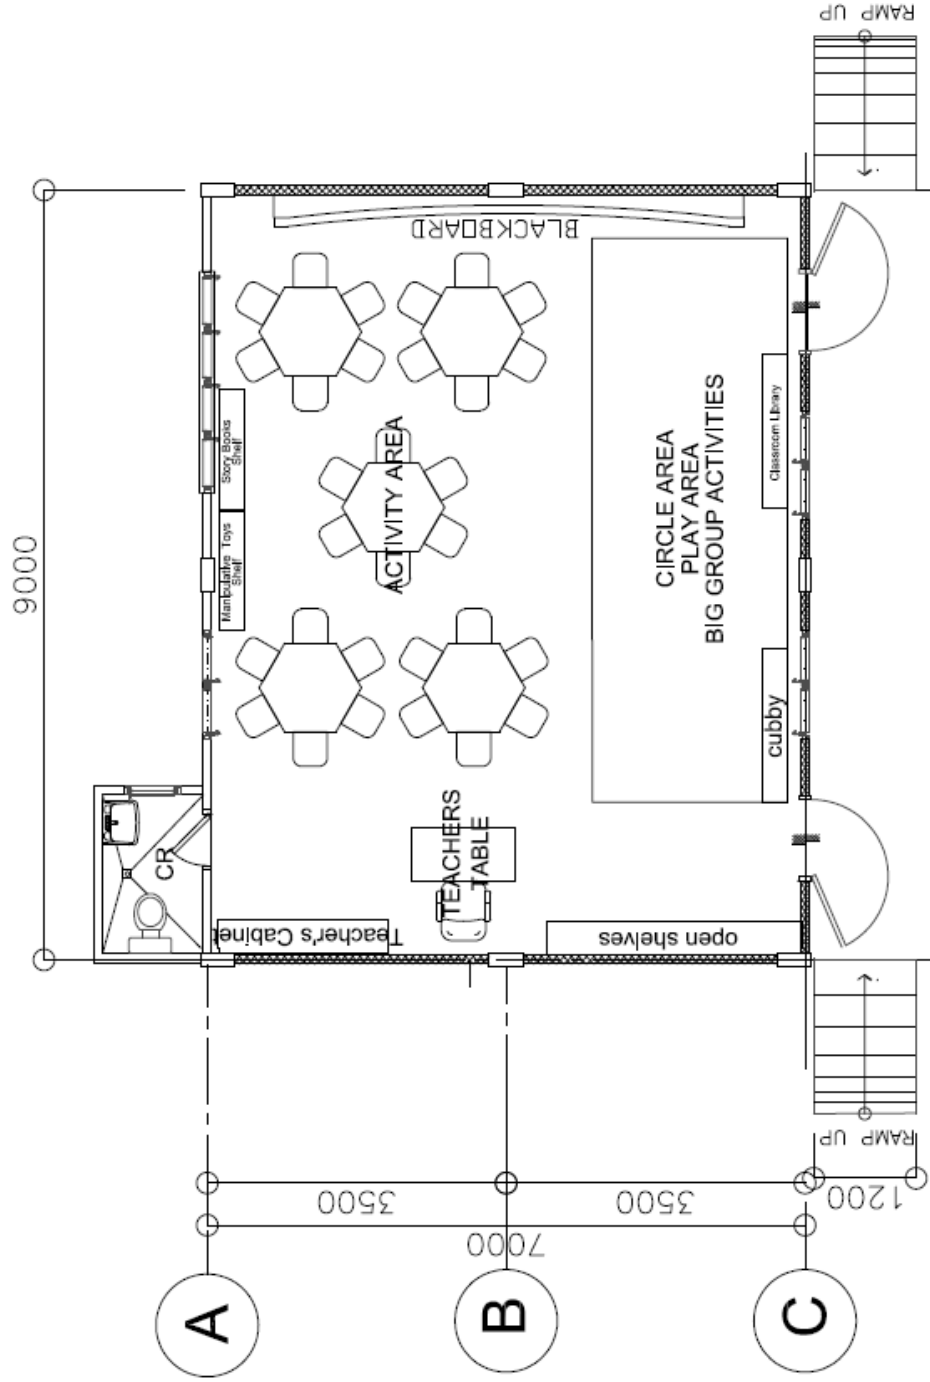 RAMP UP
BLACKBOARD
9000
Story Books
Shelf
Manipulative Toys
Shelf
ACTIVITY AREA
CIRCLE AREA
PLAY AREA
BIG GROUP ACTIVITIES
Classroom Library
cubby
CR
TEACHERS
TABLE
Teacher's Cabinet
open shelves
RAMP UP
3500
3500
1200
7000
A
B
C